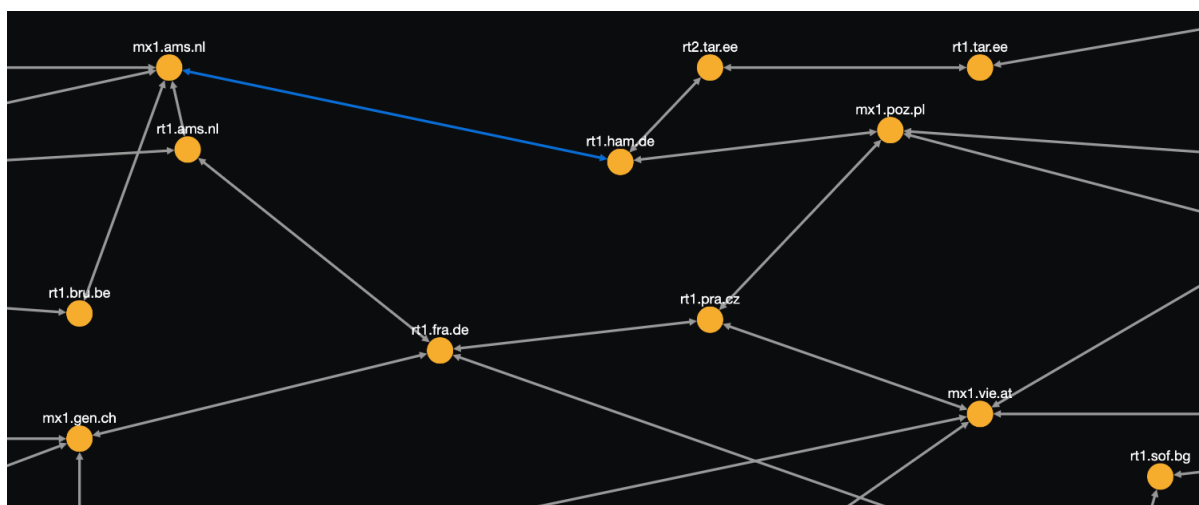 mx1.ams.nl
rt2.tar.ee
rt1.tar.ee
mx1.poz.pl
rt1.ams.nl
rt1.ham.de
rt1.bru.be
rt1.pra.cz
rt1.fra.de
mx1.vie.at
mx1.gen.ch
rt1.sof.bg